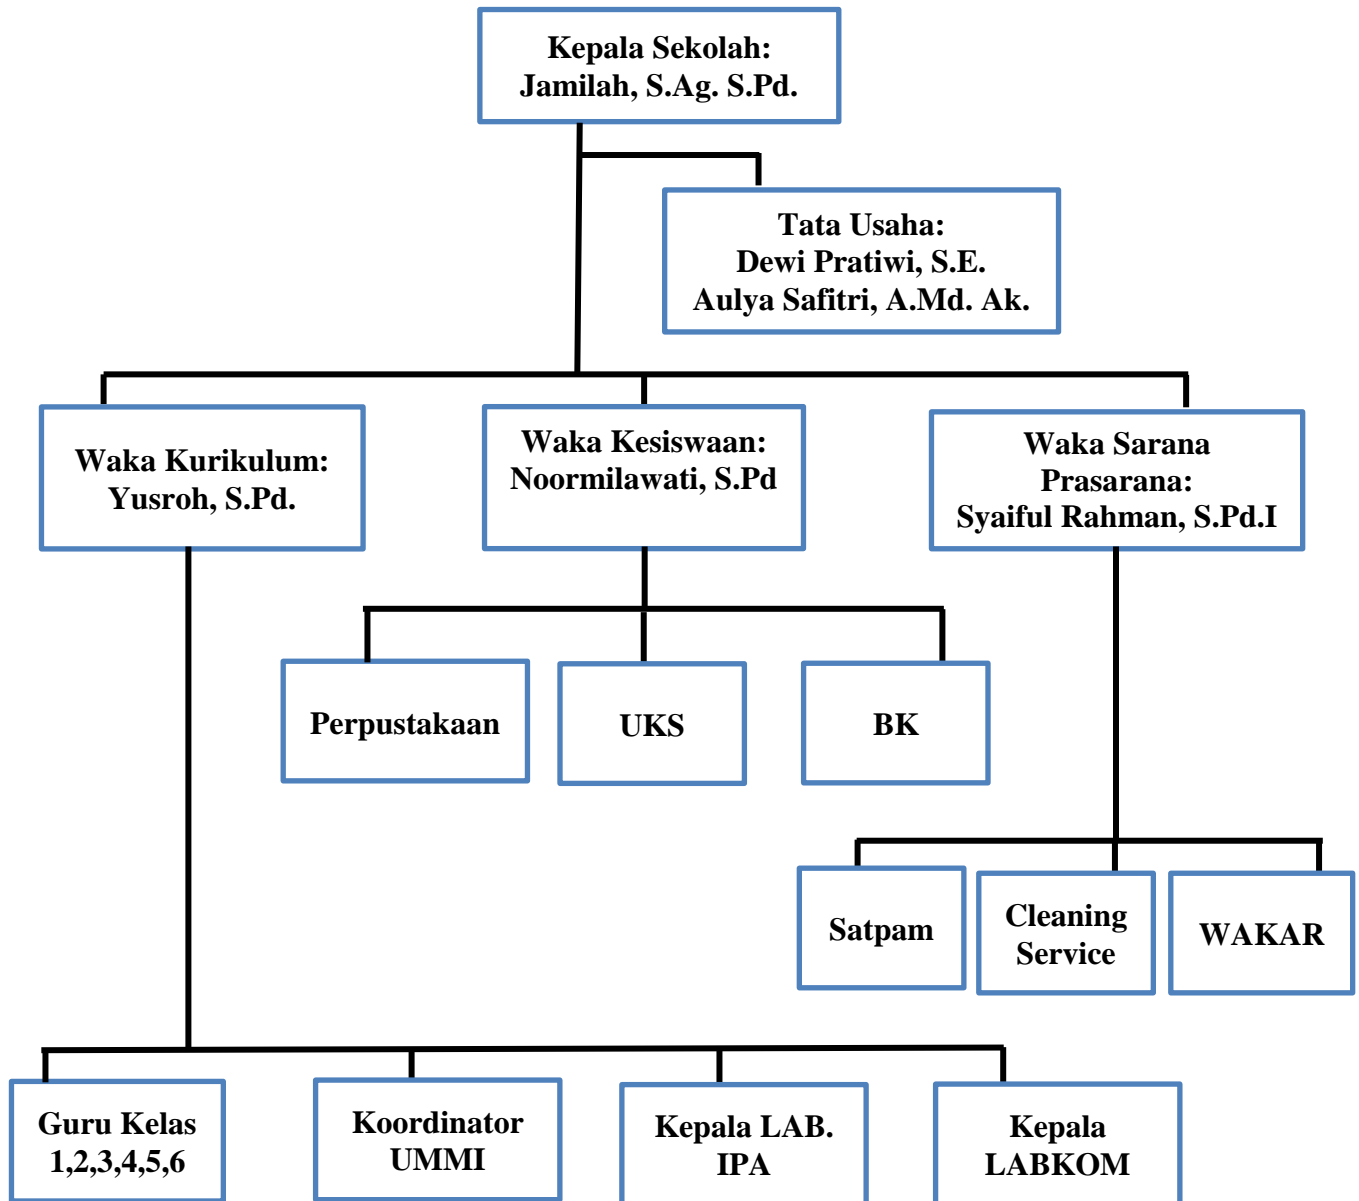 Kepala Sekolah:
Jamilah, S.Ag. S.Pd.
Tata Usaha:
Dewi Pratiwi, S.E.
Aulya Safitri, A.Md. Ak.
Waka Kurikulum:
Yusroh, S.Pd.
Waka Kesiswaan:
Noormilawati, S.Pd
Waka Sarana
Prasarana:
Syaiful Rahman, S.Pd.I
Perpustakaan
UKS
BK
Satpam
Cleaning
Service
WAKAR
Guru Kelas
1,2,3,4,5,6
Koordinator
UMMI
Kepala LAB.
IPA
Kepala
LABKOM